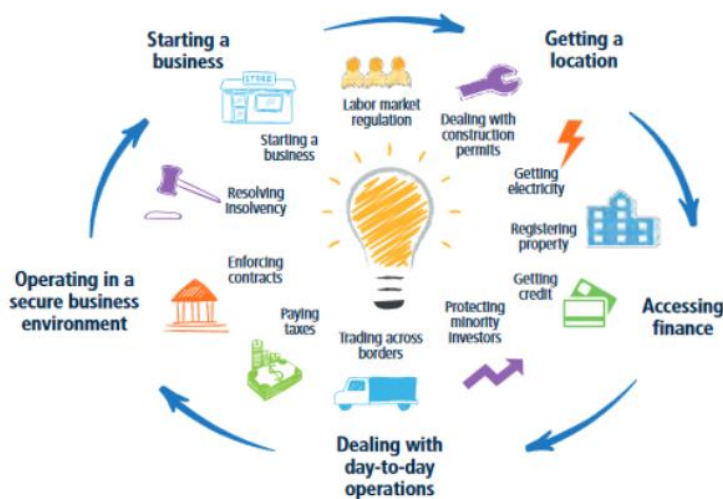 Starting a
business
Getting a
location
STORE
Labor market
regulation
Dealing with
construction
permits
Starting a
business
Getting
electricity
Resolving
insolvency
Registering
property
Enforcing
contracts
Getting
credit
Operating in a
secure business
environment
Accessing
finance
Paying
taxes
Trading across
borders
Protecting
minority
investors
$
Dealing with
day-to-day
operations